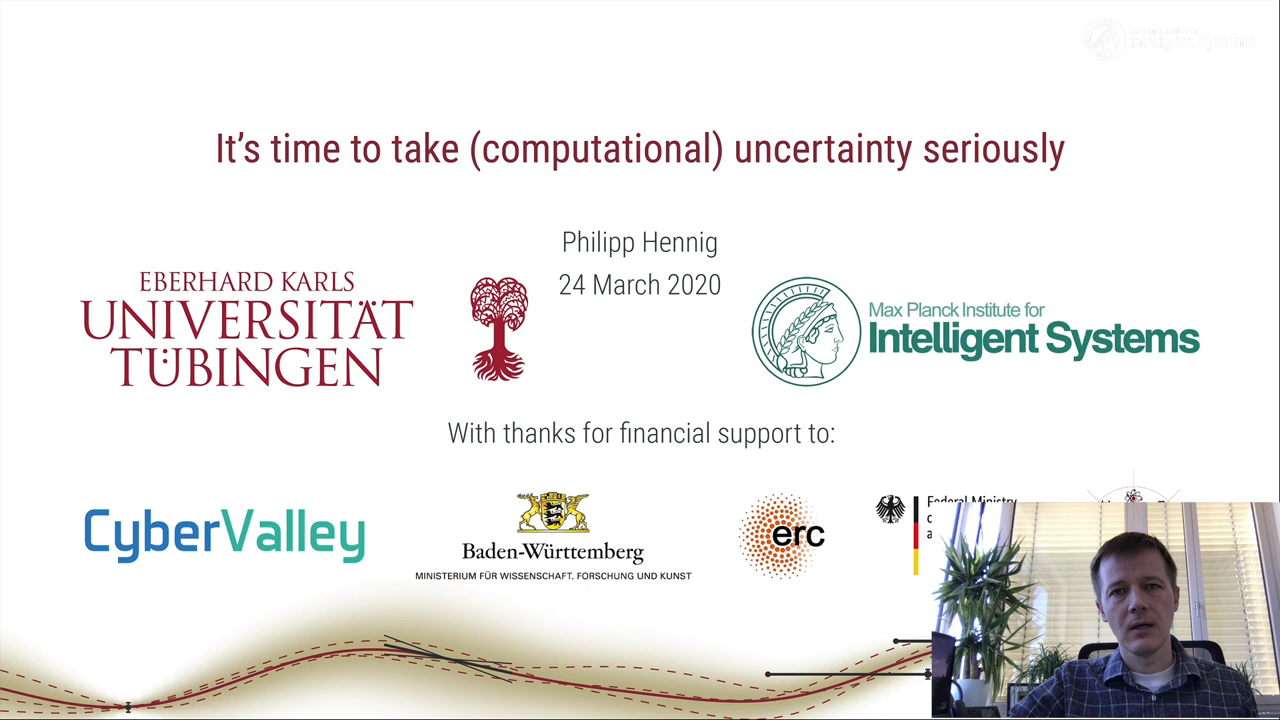 It's time to take (computational) uncertainty seriously
Philipp Hennig
24 March 2020
EBERHARD KARLS
UNIVERSITÄT
TÜBINGEN
Max Planck Institute for
Intelligent Systems
With thanks for financial support to:
CyberValley
Baden-Württemberg
MINISTERIUM FÜR WISSENSCHAFT, FORSCHUNG UND KUNST
erc
Federal Ministry